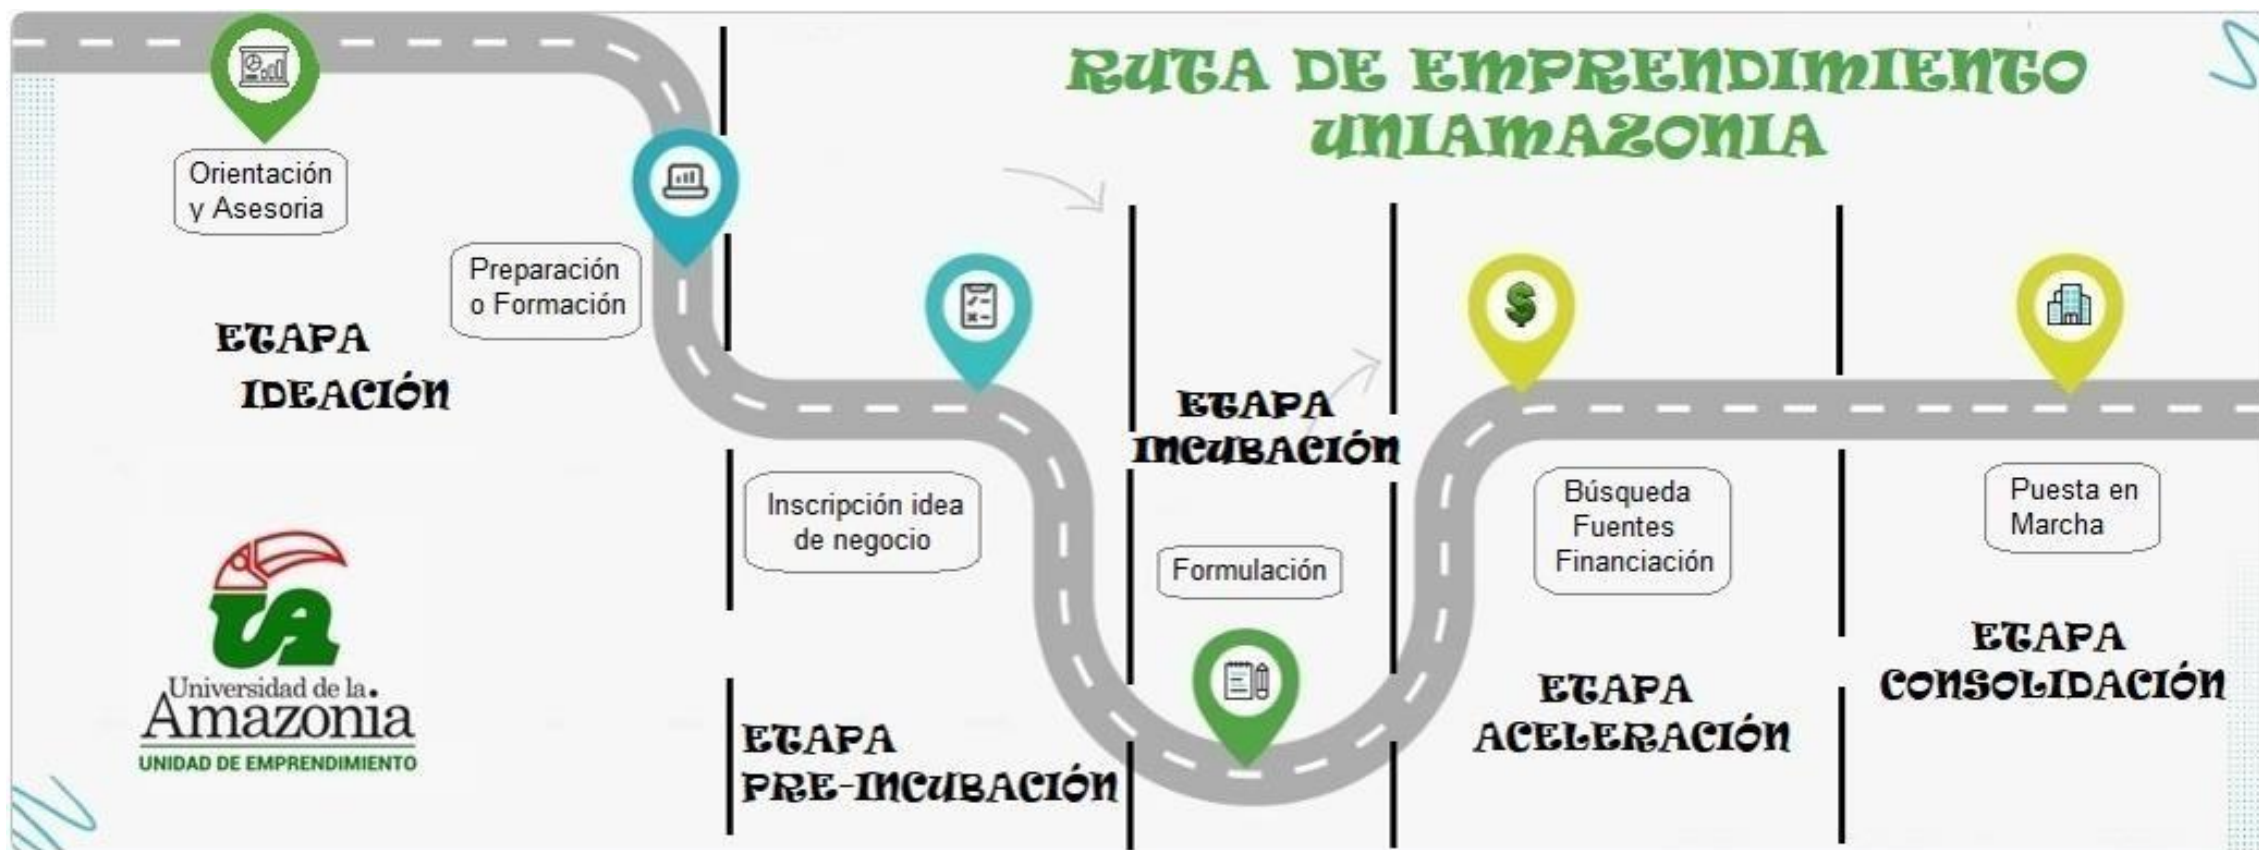 RUTA DE EMPRENDIMIENTO
UNIAMAZONIA
Orientación
y Asesoria
Preparación
o Formación
ETAPA
IDEACIÓN
Inscripción idea
de negocio
ETAPA
PRE-INCUBACIÓN
ETAPA
INCUBACIÓN
Formulación
Búsqueda
Fuentes
Financiación
ETAPA
ACELERACIÓN
Puesta en
Marcha
ETAPA
CONSOLIDACIÓN
UA
Universidad de la
Amazonia
UNIDAD DE EMPRENDIMIENTO